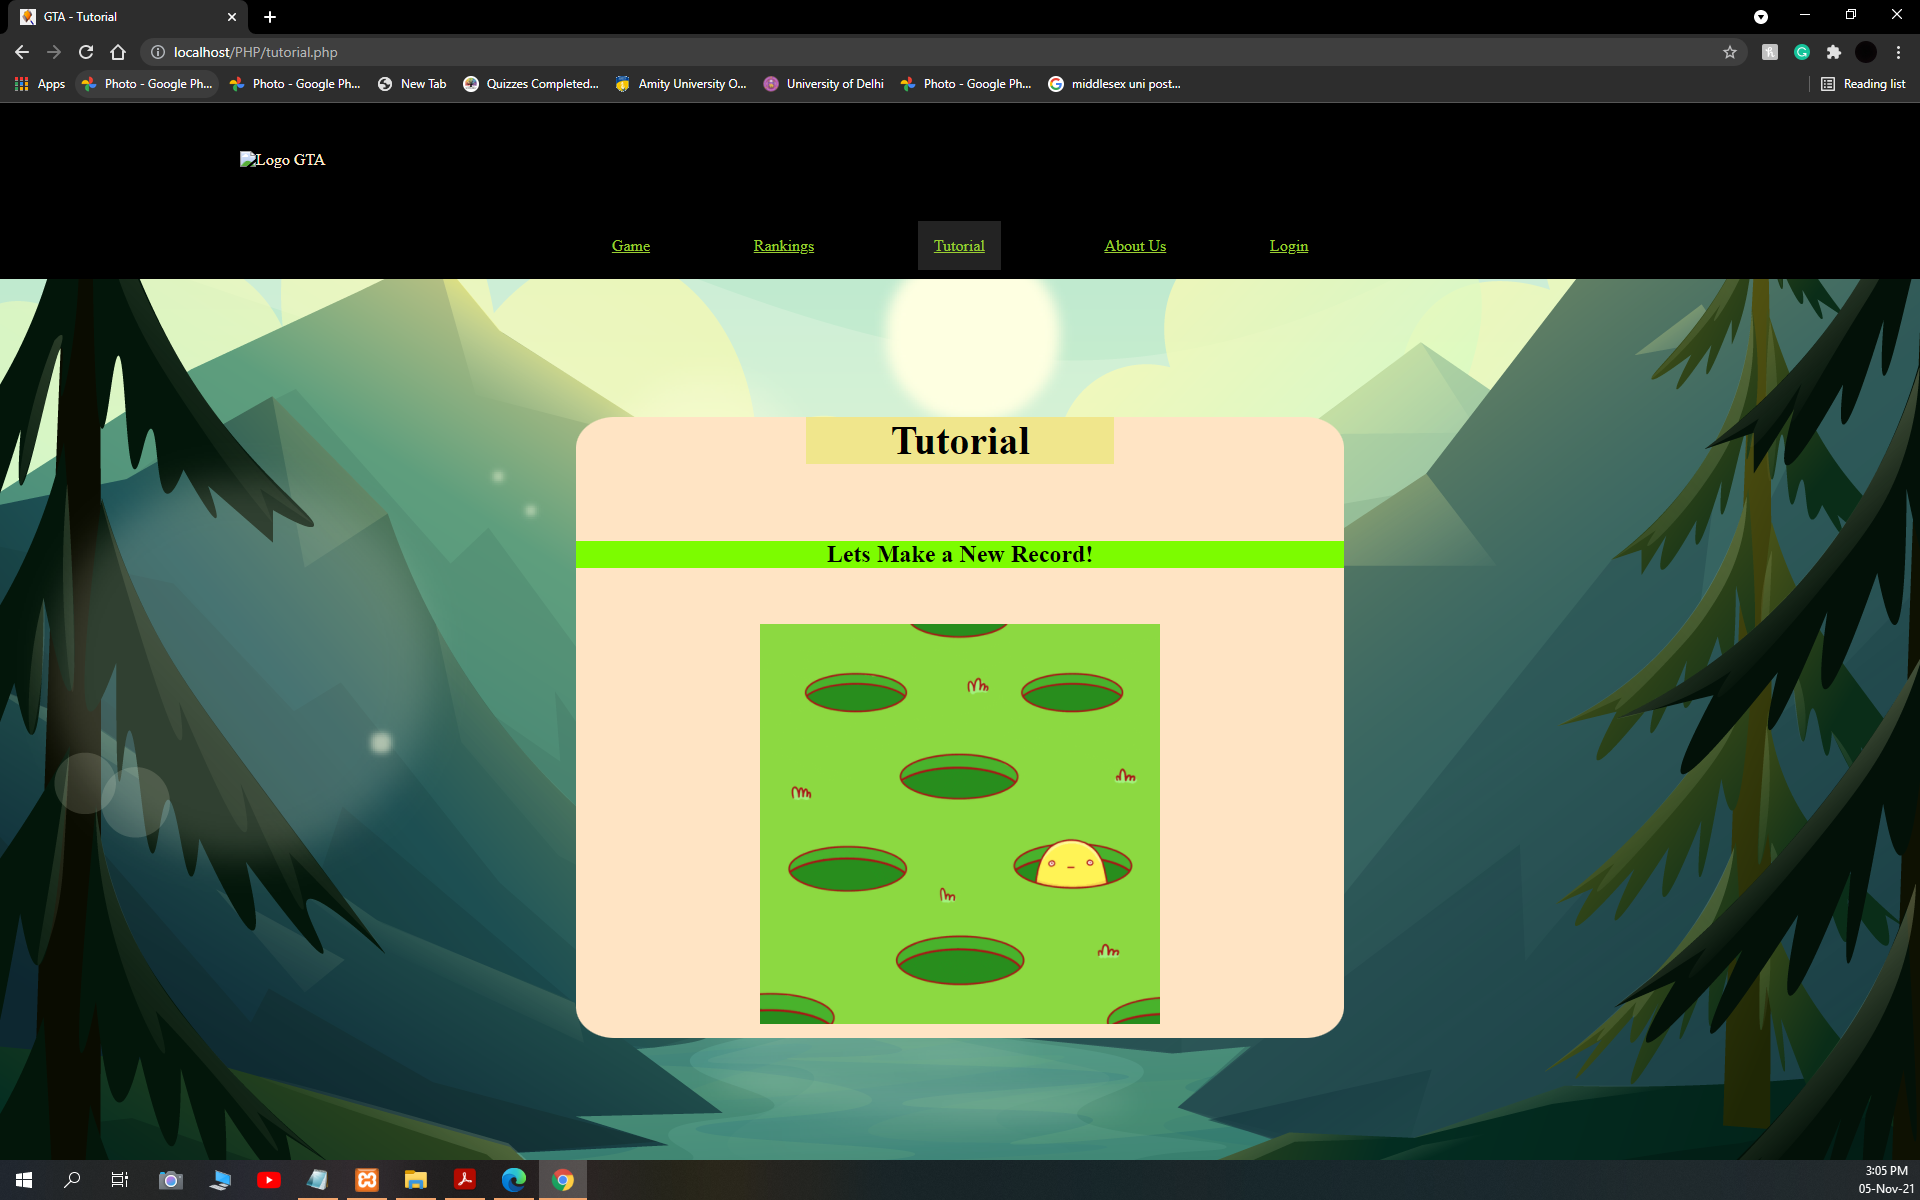 GTA - Tutorial
localhost/PHP/tutorial.php
Apps
Photo - Google Ph...
Photo - Google Ph...
New Tab
Quizzes Completed...
Amity University O...
University of Delhi
Photo - Google Ph...
middlesex uni post...
Reading list
Logo GTA
Game
Rankings
Tutorial
About Us
Login
Tutorial
Lets Make a New Record!
3:05 PM
05-Nov-21